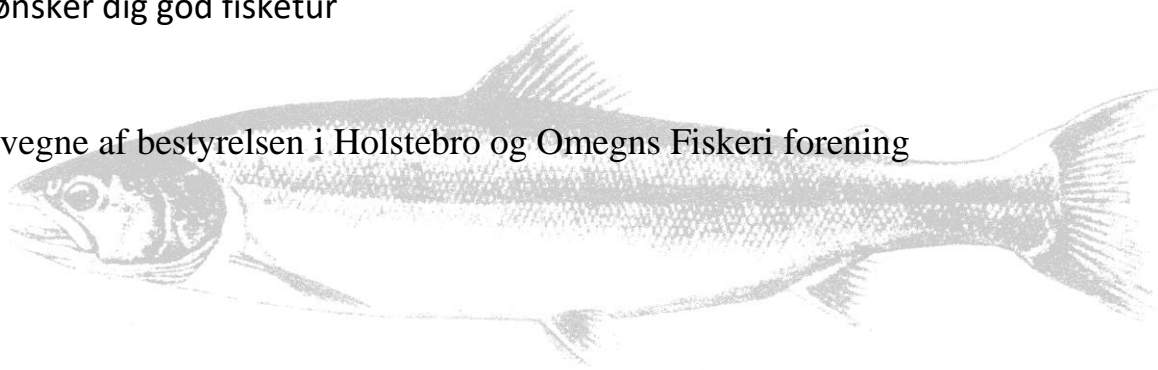 ønsker dig god fisketur
vegne af bestyrelsen i Holstebro og Omegns Fiskeri forening